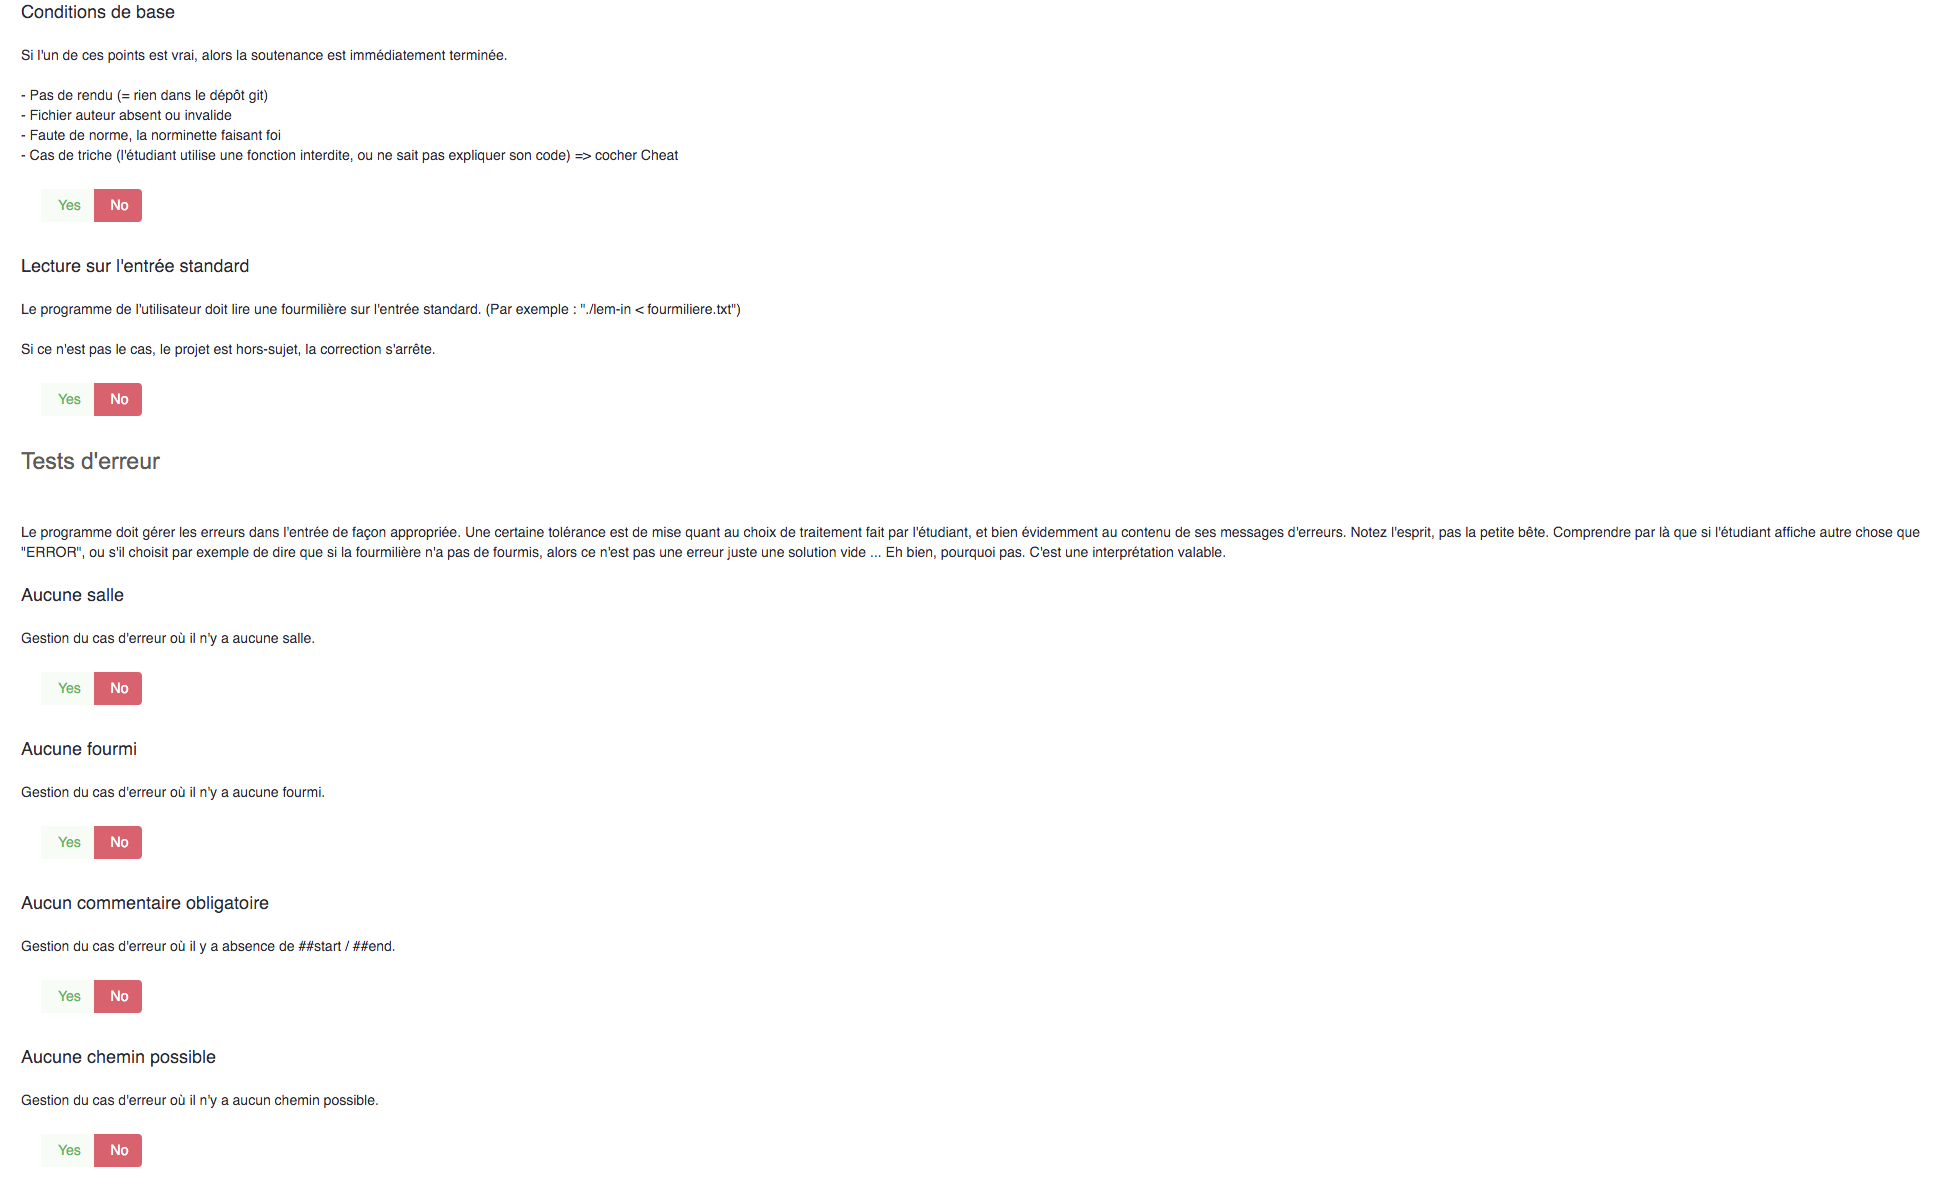 Conditions de base
Si l'un de ces points est vrai, alors la soutenance est immédiatement terminée.
- Pas de rendu (= rien dans le dépôt git)
- Fichier auteur absent ou invalide
- Faute de norme, la norminette faisant foi
- Cas de triche (l'étudiant utilise une fonction interdite, ou ne sait pas expliquer son code) => cocher Cheat
Yes No
Lecture sur l'entrée standard
Le programme de l'utilisateur doit lire une fourmilière sur l'entrée standard. (Par exemple : "./lem-in < fourmiliere.txt")
Si ce n'est pas le cas, le projet est hors-sujet, la correction s'arrête.
Yes No
Tests d'erreur
Le programme doit gérer les erreurs dans l'entrée de façon appropriée. Une certaine tolérance est de mise quant au choix de traitement fait par l'étudiant, et bien évidemment au contenu de ses messages d'erreurs. Notez l'esprit, pas la petite bête. Comprendre par là que si l'étudiant affiche autre chose que
"ERROR", ou s'il choisit par exemple de dire que si la fourmilière n'a pas de fourmis, alors ce n'est pas une erreur juste une solution vide ... Eh bien, pourquoi pas. C'est une interprétation valable.
Aucune salle
Gestion du cas d'erreur où il n'y a aucune salle.
Yes No
Aucune fourmi
Gestion du cas d'erreur où il n'y a aucune fourmi.
Yes No
Aucun commentaire obligatoire
Gestion du cas d'erreur où il y a absence de ##start / ##end.
Yes No
Aucune chemin possible
Gestion du cas d'erreur où il n'y a aucun chemin possible.
Yes No